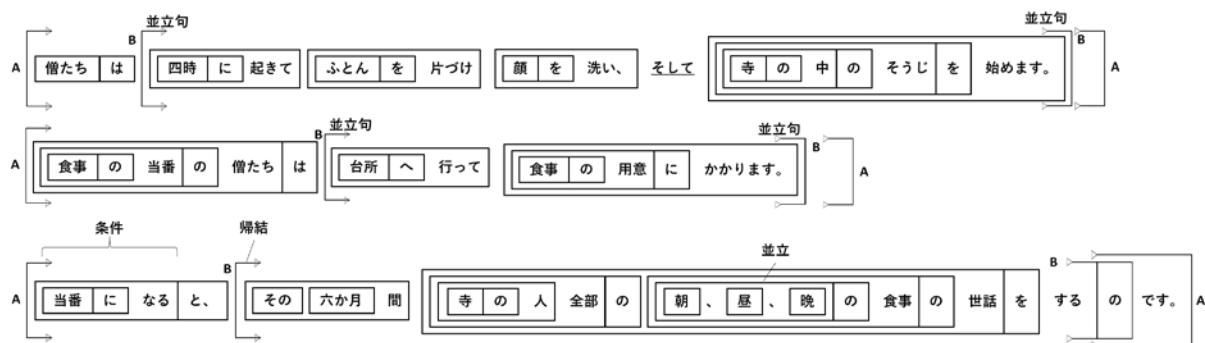 並立句 並立句
A B 僧たち は 四時 に 起きて ふとん を 片づけ 顔 を 洗い、 そして 寺 の 中 の そうじ を 始めます。 B A
並立句 並立句
A 食事 の 当番 の 僧たち は B 台所 へ 行って 食事 の 用意 に かかります。 B A
条件 帰結 並立
A 当番 に なる と、 B その 六か月 間 寺 の 人 全部 の 朝 、 昼 、 晩 の 食事 の 世話 を する B の です。 A